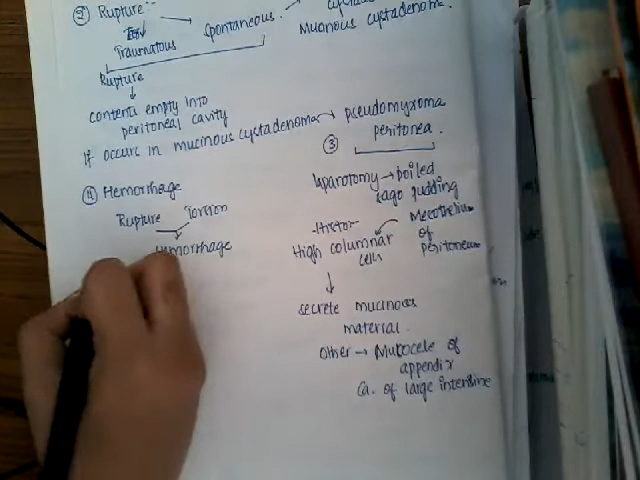 ② Rupture :-
Traumatous
Spontaneous
Mucinous cystadenoma.
Rupture
contents empty into
peritoneal cavity
If occurs in mucinous cystadenoma → pseudomyxoma
peritonea.
③
laparotomy → boiled
sago pudding
Mesothelium
of
peritoneum
High columnar
cells
secrete mucinous
material.
Other → Mucocele of
appendix
Ca. of large intestine
④ Hemorrhage
Rupture Torsion
Hemorrhage